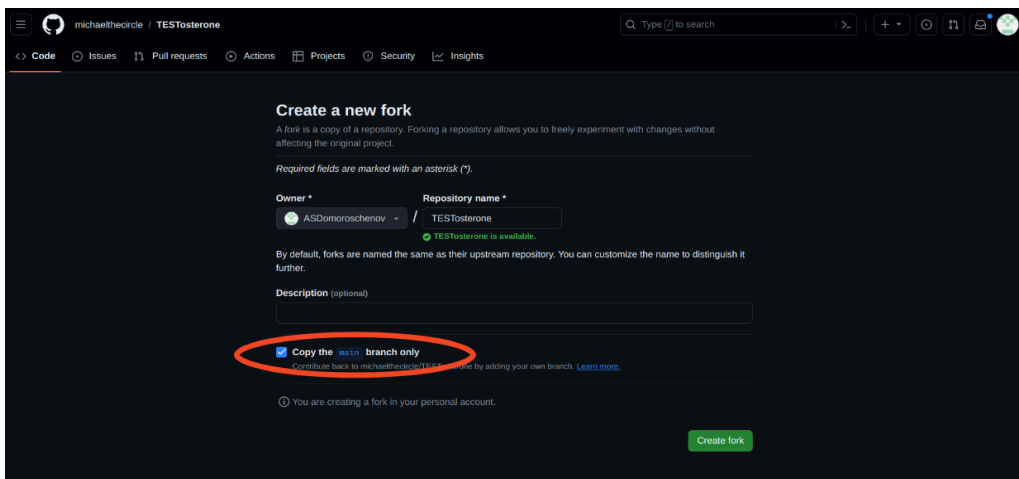 michaelthecircle / TESTosterone
Type / to search
Code Issues Pull requests Actions Projects Security Insights
Create a new fork
A fork is a copy of a repository. Forking a repository allows you to freely experiment with changes without
affecting the original project.
Required fields are marked with an asterisk (*).
Owner * Repository name *
ASDomoroschenov / TESTosterone
TESTosterone is available.
By default, forks are named the same as their upstream repository. You can customize the name to distinguish it
further.
Description (optional)
Copy the main branch only
Contribute back to michaelthecircle/TESTosterone by adding your own branch. Learn more.
You are creating a fork in your personal account.
Create fork